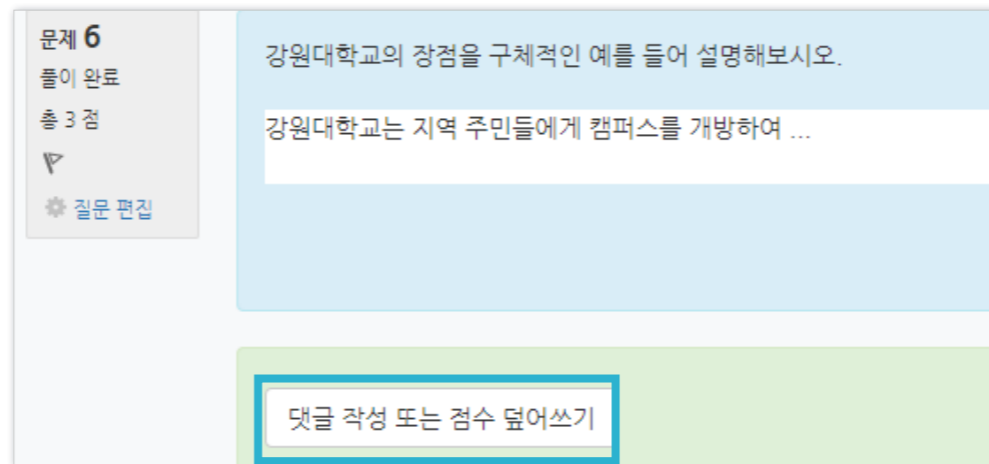 문제 6
풀이 완료
총 3 점
질문 편집
강원대학교의 장점을 구체적인 예를 들어 설명해보시오.
강원대학교는 지역 주민들에게 캠퍼스를 개방하여 ...
댓글 작성 또는 점수 덮어쓰기